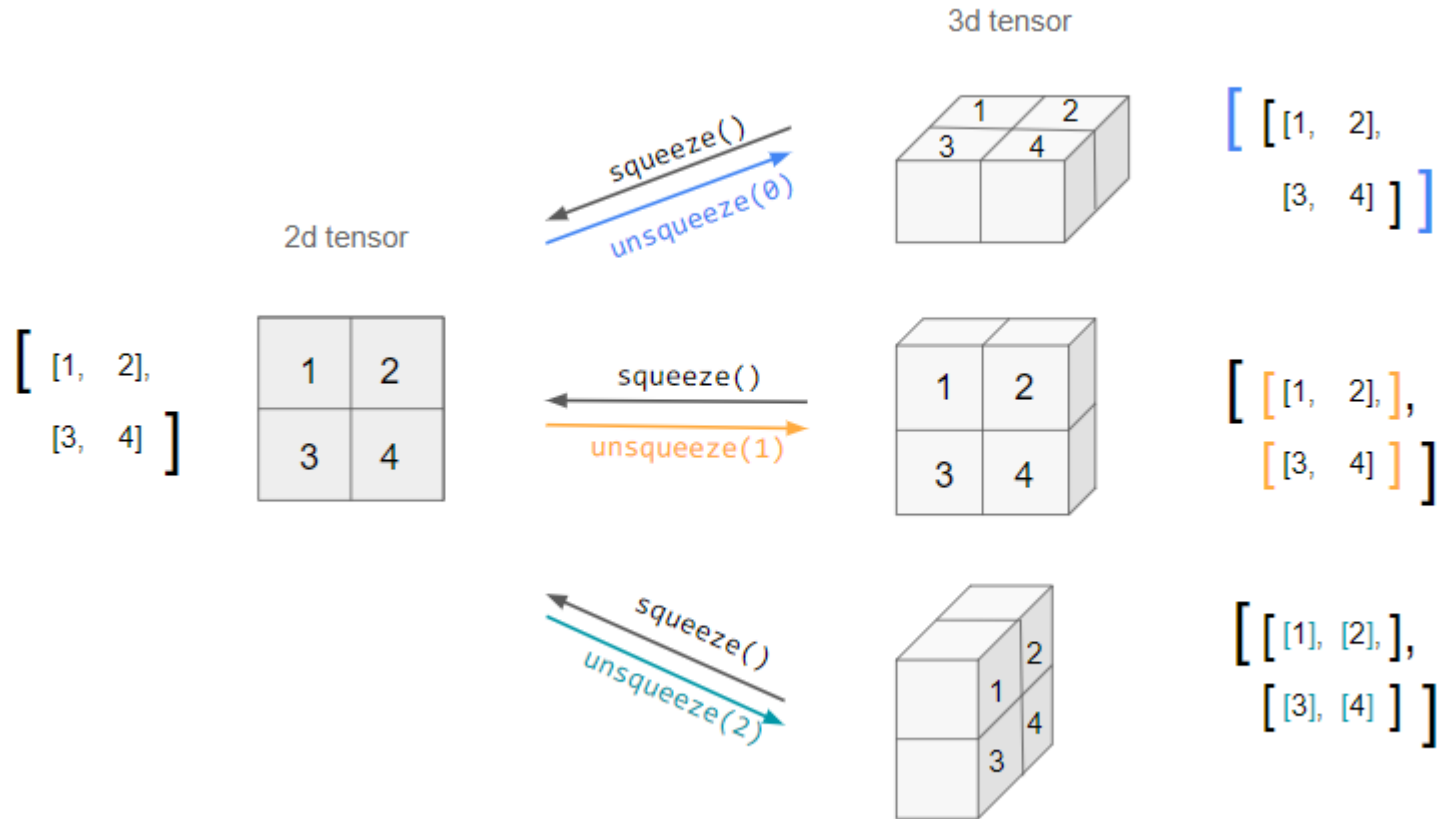 3d tensor
1 2
3 4
[ [[1, 2],
[3, 4] ] ]
squeeze()
unsqueeze(0)
2d tensor
[ [1, 2],
[3, 4] ]
1 2
3 4
squeeze()
unsqueeze(1)
1 2
3 4
[ [[1, 2], ],
[[3, 4] ] ]
squeeze()
unsqueeze(2)
2
1
4
3
[ [[1], [2], ],
[[3], [4] ] ]